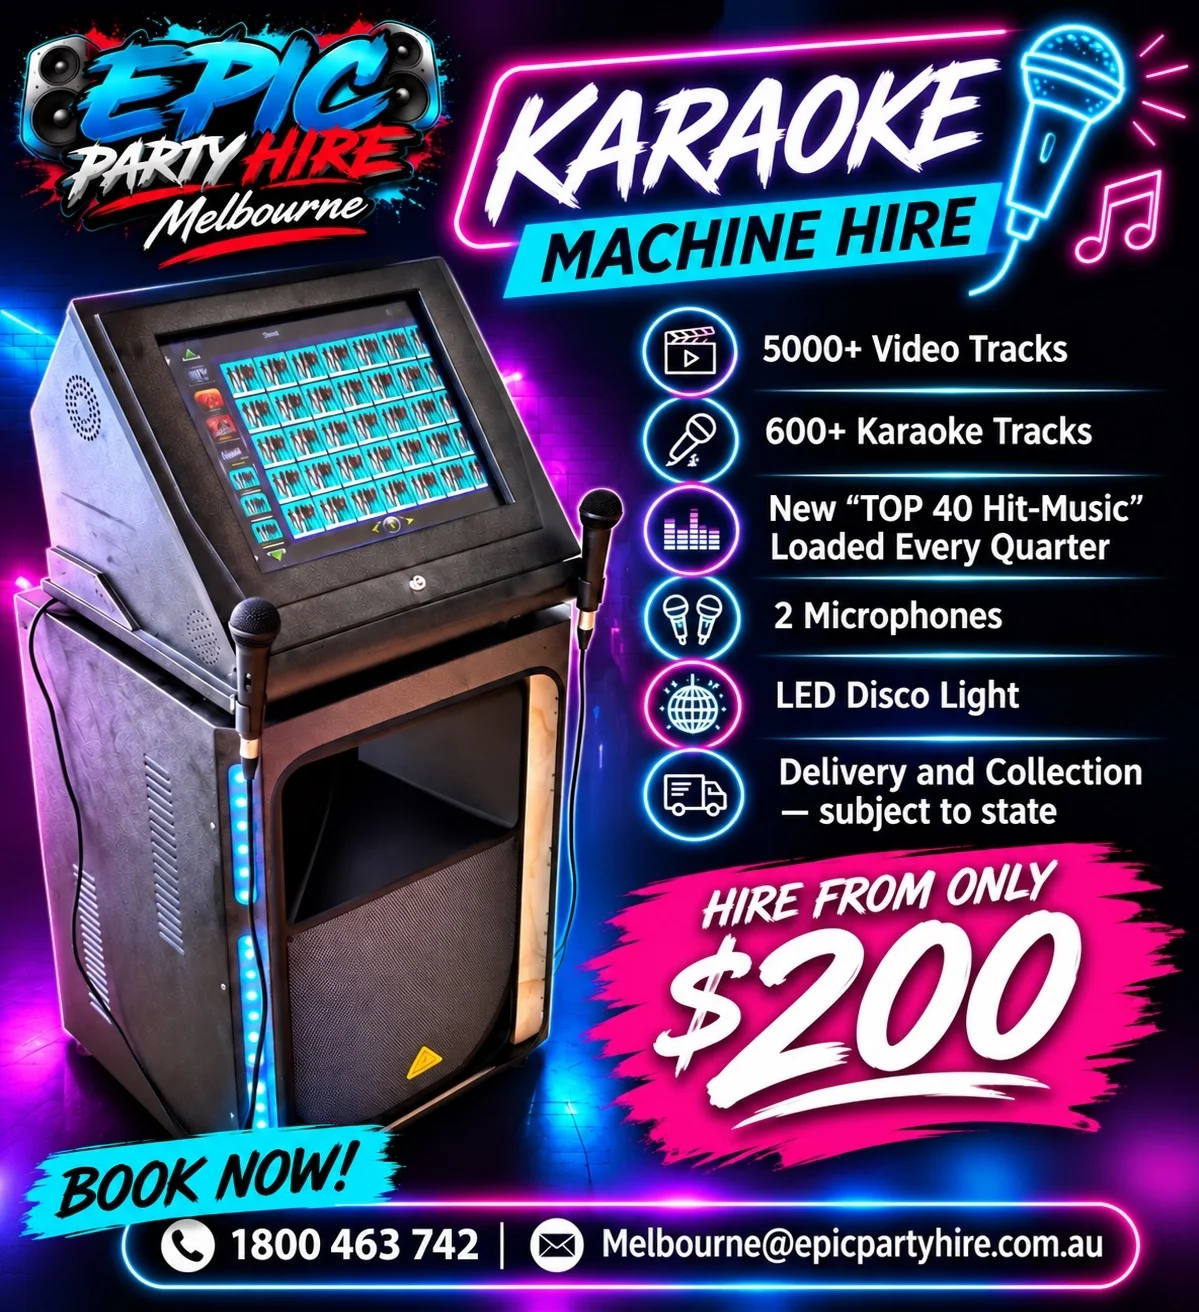 EPIC
PARTY HIRE
Melbourne
KARAOKE
MACHINE HIRE
5000+ Video Tracks
600+ Karaoke Tracks
New “TOP 40 Hit-Music”
Loaded Every Quarter
2 Microphones
LED Disco Light
Delivery and Collection
— subject to state
HIRE FROM ONLY
$200
BOOK NOW!
1800 463 742 | Melbourne@epicpartyhire.com.au